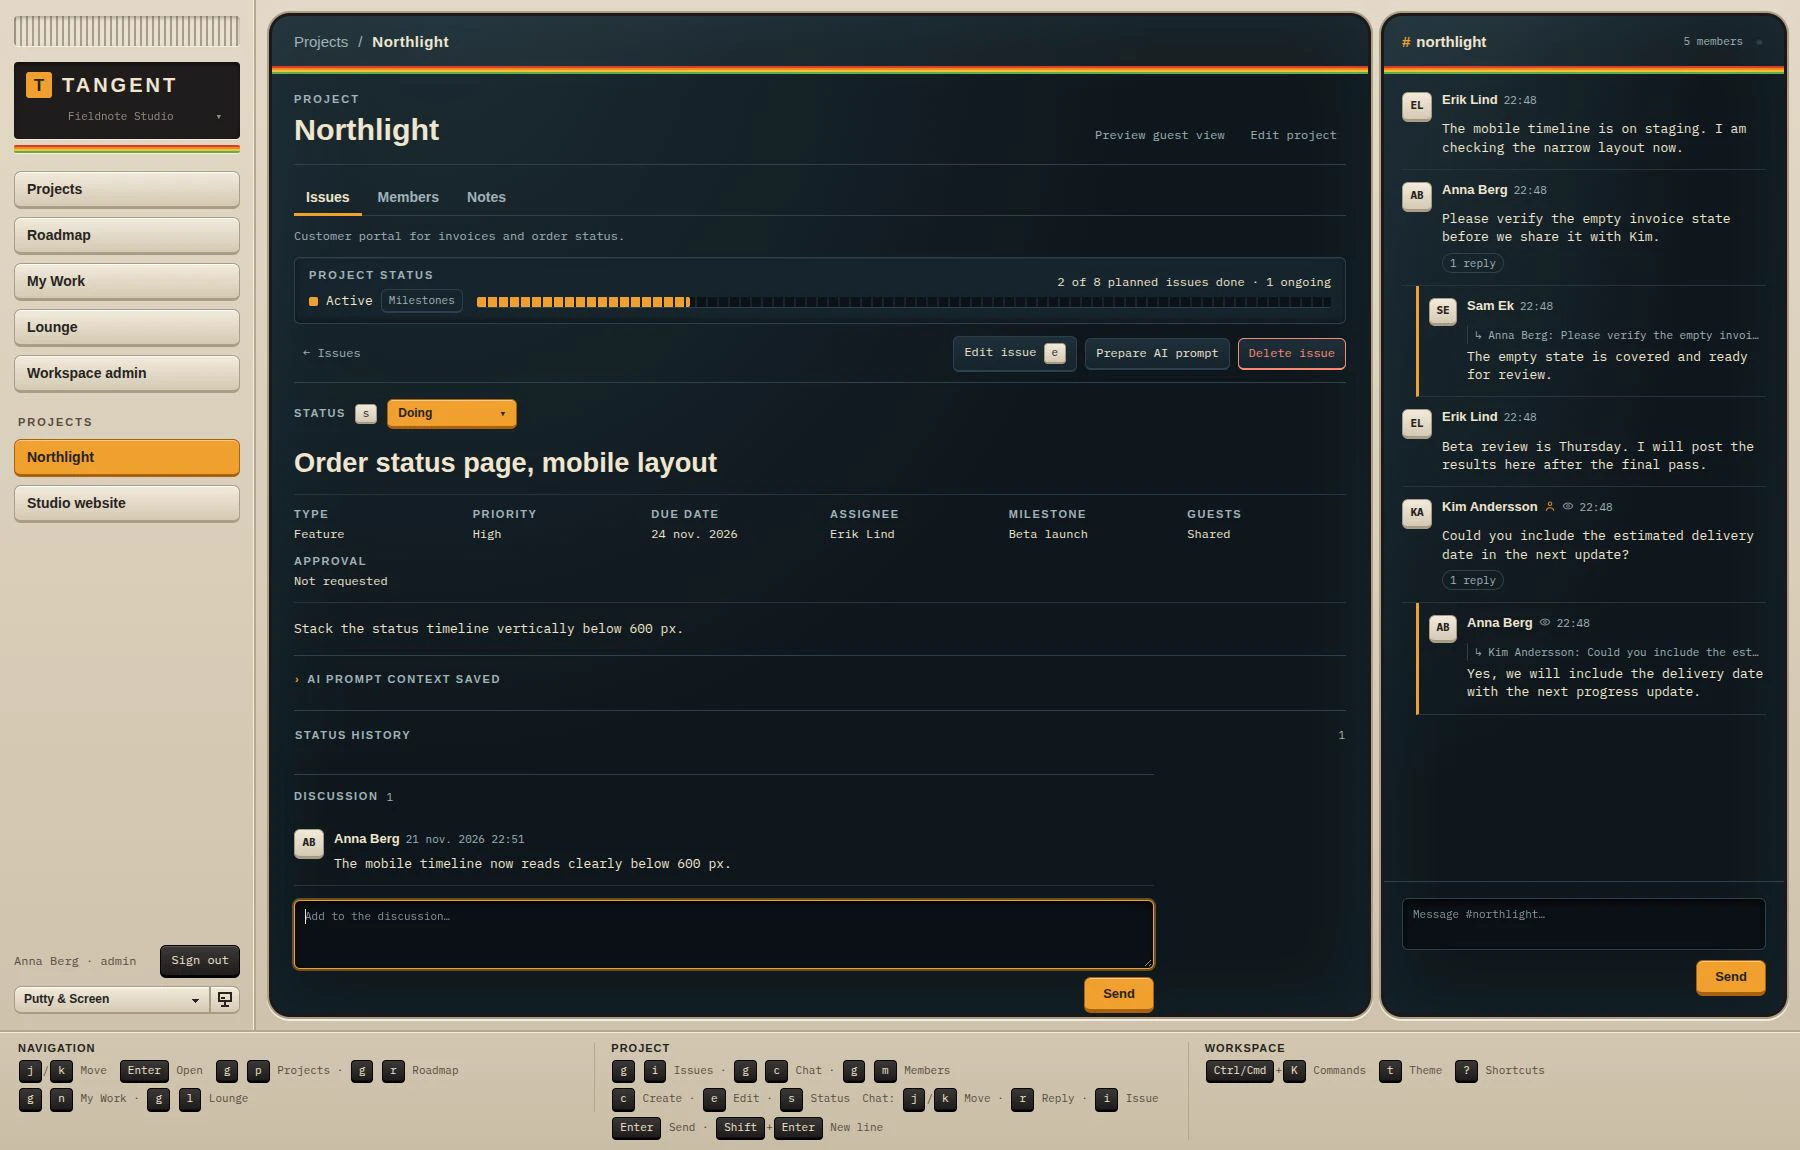 T TANGENT
Fieldnote Studio
Projects
Roadmap
My Work
Lounge
Workspace admin
PROJECTS
Northlight
Studio website
Anna Berg · admin
Sign out
Putty & Screen
Projects / Northlight
PROJECT
Northlight
Preview guest view Edit project
Issues Members Notes
Customer portal for invoices and order status.
PROJECT STATUS
2 of 8 planned issues done · 1 ongoing
Active Milestones
← Issues
Edit issue e
Prepare AI prompt
Delete issue
STATUS s Doing
Order status page, mobile layout
TYPE PRIORITY DUE DATE ASSIGNEE MILESTONE GUESTS
Feature High 24 nov. 2026 Erik Lind Beta launch Shared
APPROVAL
Not requested
Stack the status timeline vertically below 600 px.
› AI PROMPT CONTEXT SAVED
STATUS HISTORY 1
DISCUSSION 1
AB Anna Berg 21 nov. 2026 22:51
The mobile timeline now reads clearly below 600 px.
Add to the discussion…
Send
# northlight 5 members
EL Erik Lind 22:48
The mobile timeline is on staging. I am
checking the narrow layout now.
AB Anna Berg 22:48
Please verify the empty invoice state
before we share it with Kim.
1 reply
SE Sam Ek 22:48
↳ Anna Berg: Please verify the empty invoi…
The empty state is covered and ready
for review.
EL Erik Lind 22:48
Beta review is Thursday. I will post the
results here after the final pass.
KA Kim Andersson 22:48
Could you include the estimated delivery
date in the next update?
1 reply
AB Anna Berg 22:48
↳ Kim Andersson: Could you include the est…
Yes, we will include the delivery date
with the next progress update.
Message #northlight…
Send
NAVIGATION
j/k Move Enter Open g p Projects · g r Roadmap
g n My Work · g l Lounge
PROJECT
g i Issues · g c Chat · g m Members
c Create · e Edit · s Status Chat: j/k Move · r Reply · i Issue
Enter Send · Shift+Enter New line
WORKSPACE
Ctrl/Cmd+K Commands t Theme ? Shortcuts